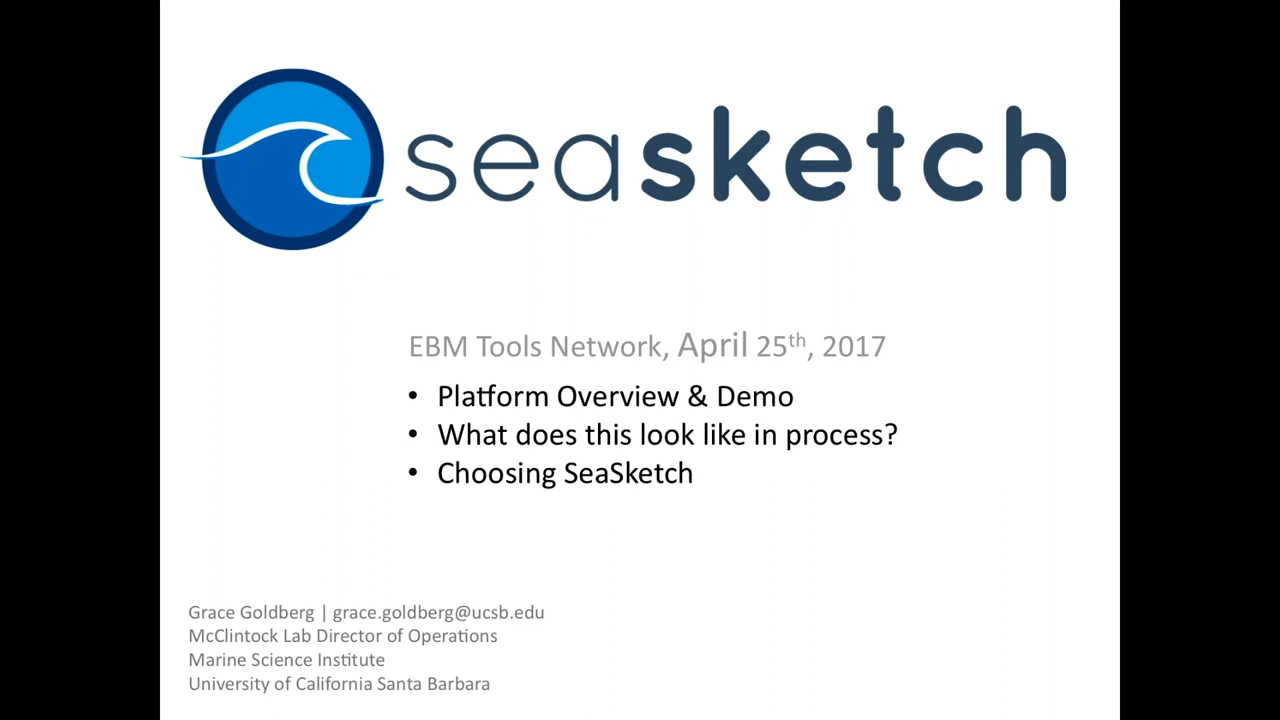 seasketch
EBM Tools Network, April 25th, 2017
• Platform Overview & Demo
• What does this look like in process?
• Choosing SeaSketch
Grace Goldberg | grace.goldberg@ucsb.edu
McClintock Lab Director of Operations
Marine Science Institute
University of California Santa Barbara